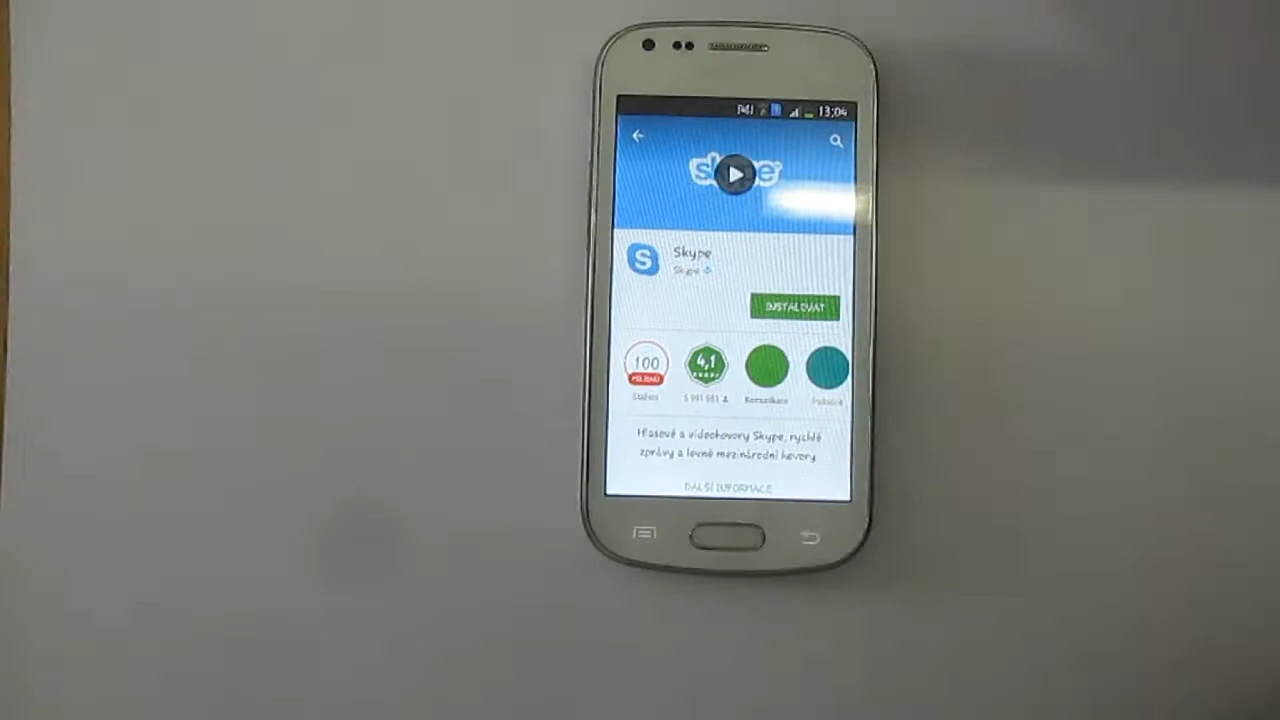 13:04
skype
S
Skype
Skype
INSTALOVAT
100
MILIONŮ
4,1
Stažení
Komunikace
Podobné
Hlasové a videohovory Skype, rychlé
zprávy a levné mezinárodní hovory.
DALŠÍ INFORMACE